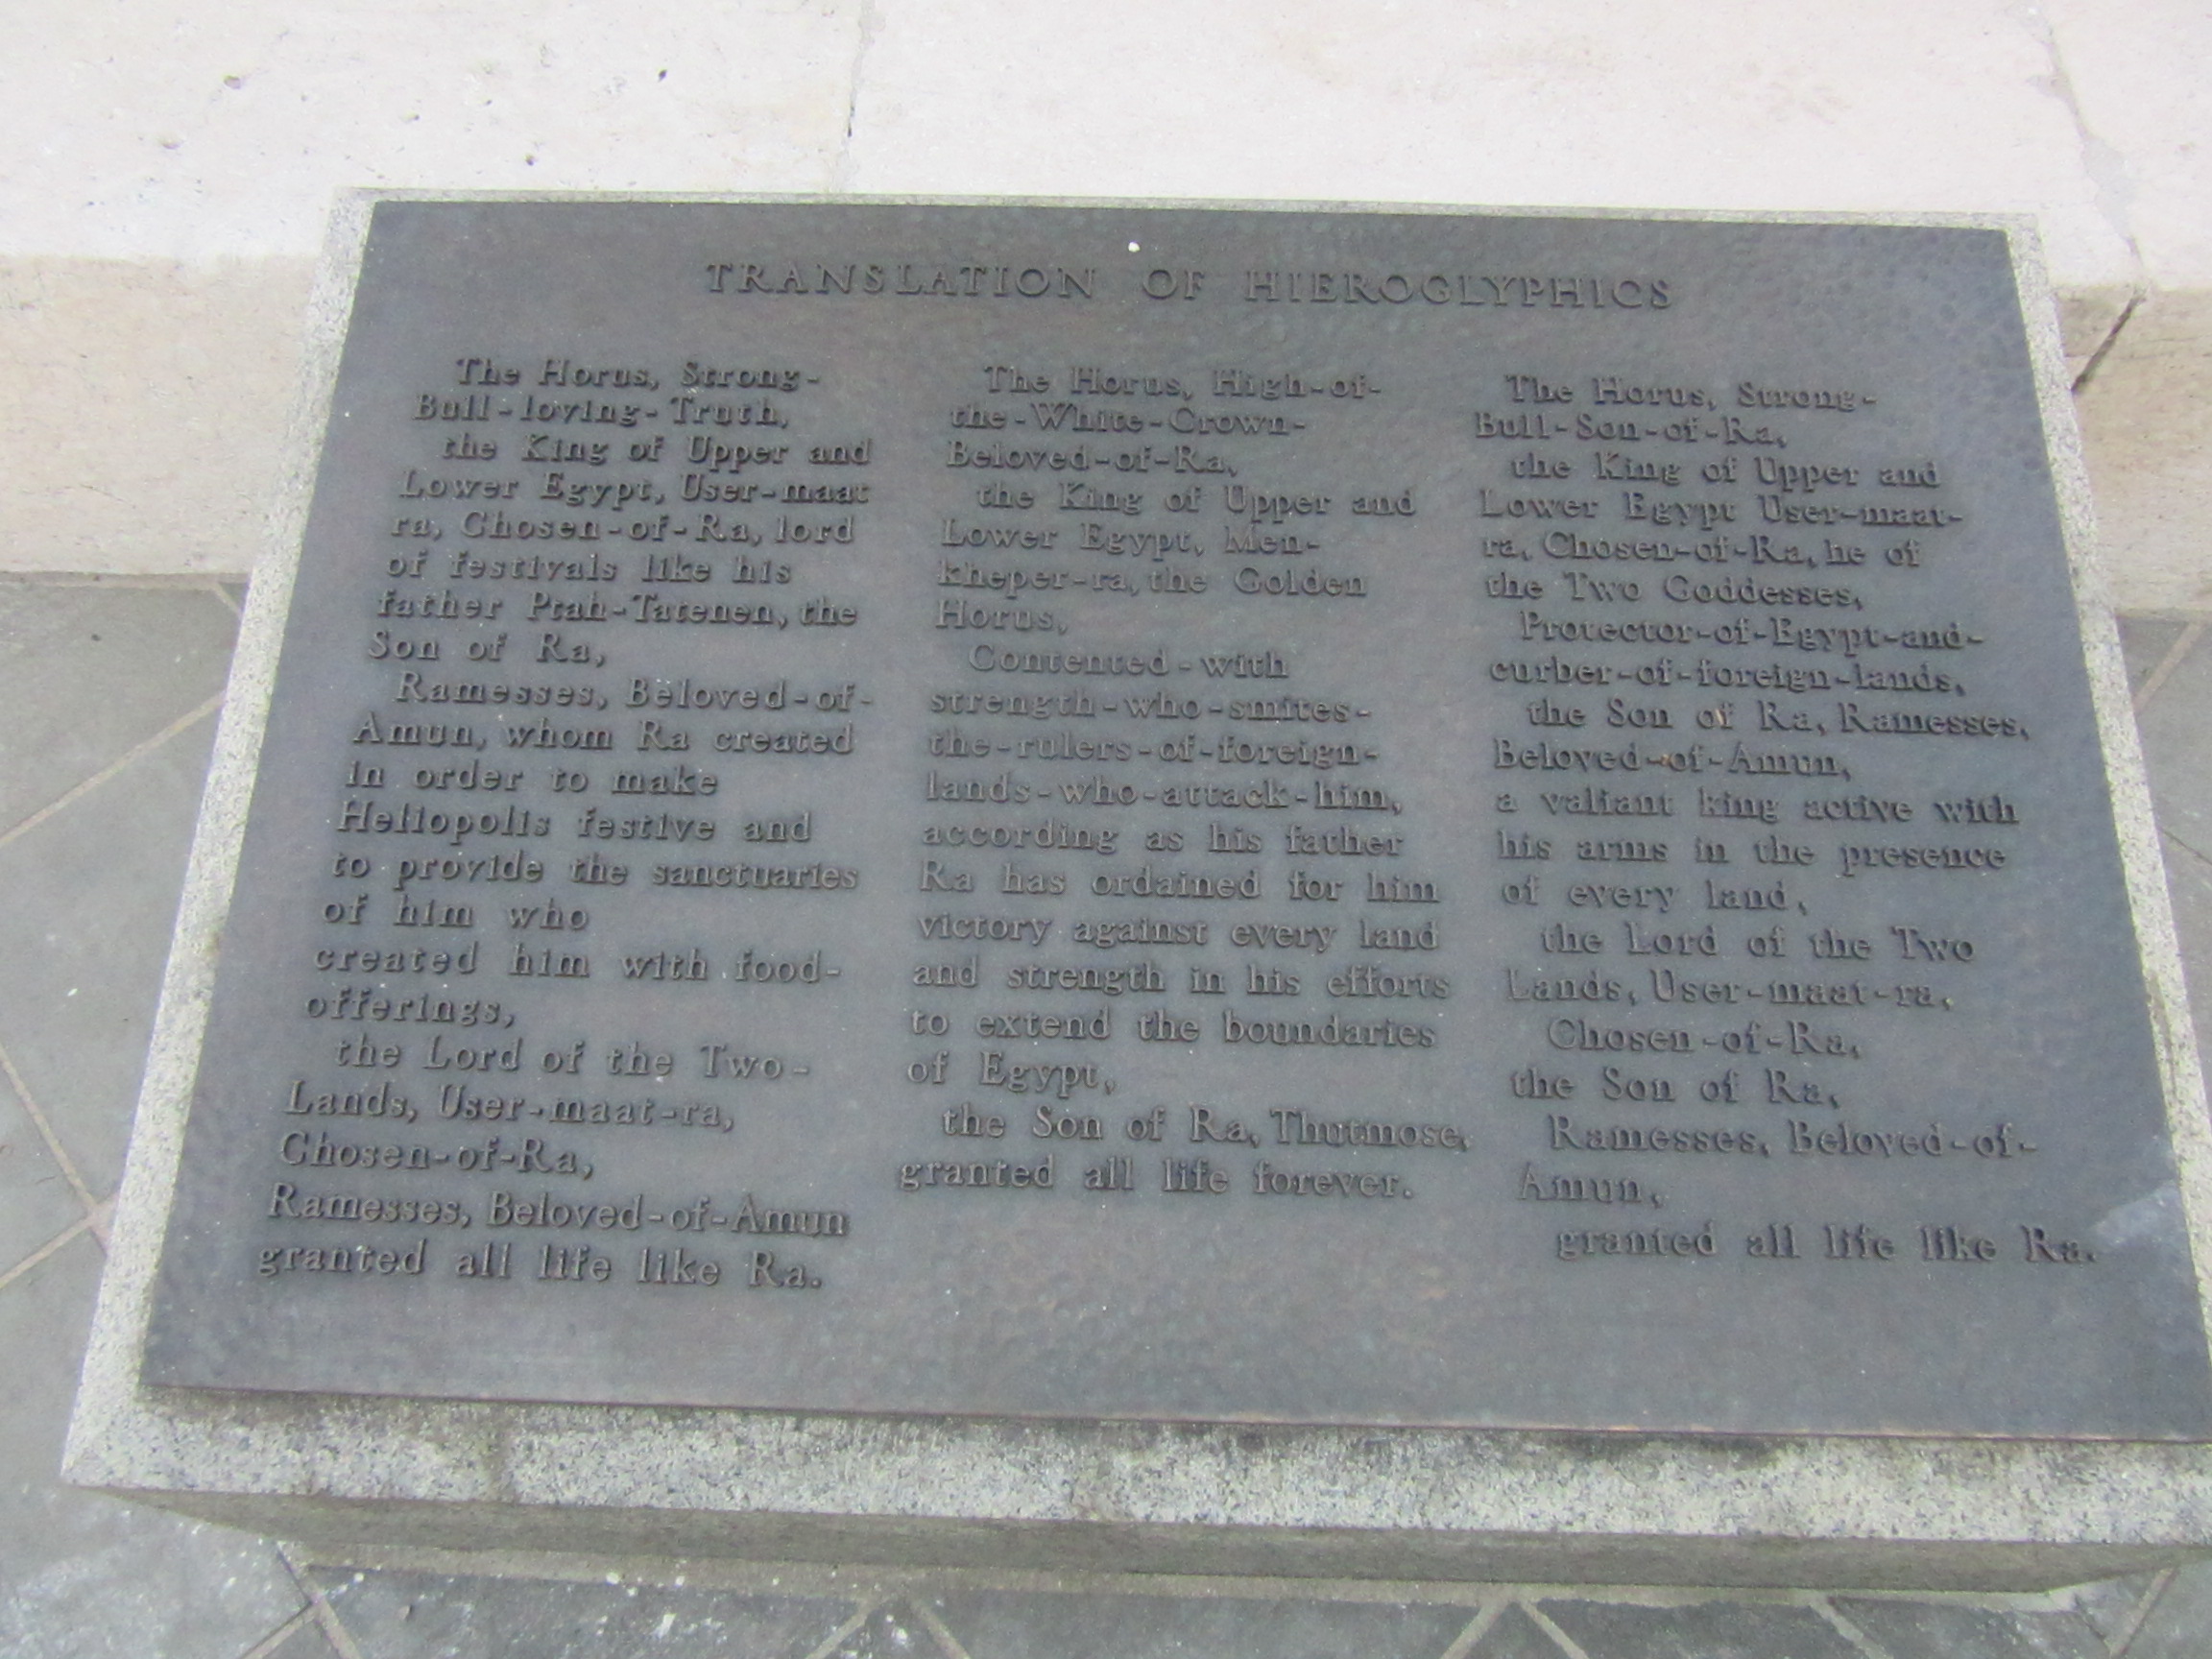 TRANSLATION OF HIEROGLYPHICS
The Horus, Strong-
Bull-loving-Truth,
the King of Upper and
Lower Egypt, User-maat
ra, Chosen-of-Ra, lord
of festivals like his
father Ptah-Tatenen, the
Son of Ra,
Ramesses, Beloved-of-
Amun, whom Ra created
in order to make
Heliopolis festive and
to provide the sanctuaries
of him who
created him with food-
offerings,
the Lord of the Two-
Lands, User-maat-ra,
Chosen-of-Ra,
Ramesses, Beloved-of-Amun
granted all life like Ra.
The Horus, High-of-
the-White-Crown-
Beloved-of-Ra,
the King of Upper and
Lower Egypt, Men-
kheper-ra, the Golden
Horus,
Contented-with
strength-who-smites-
the-rulers-of-foreign-
lands-who-attack-him,
according as his father
Ra has ordained for him
victory against every land
and strength in his efforts
to extend the boundaries
of Egypt,
the Son of Ra, Thutmose,
granted all life forever.
The Horus, Strong-
Bull-Son-of-Ra,
the King of Upper and
Lower Egypt User-maat-
ra, Chosen-of-Ra, he of
the Two Goddesses,
Protector-of-Egypt-and-
curber-of-foreign-lands,
the Son of Ra, Ramesses,
Beloved-of-Amun,
a valiant king active with
his arms in the presence
of every land,
the Lord of the Two
Lands, User-maat-ra,
Chosen-of-Ra,
the Son of Ra,
Ramesses, Beloved-of-
Amun,
granted all life like Ra.